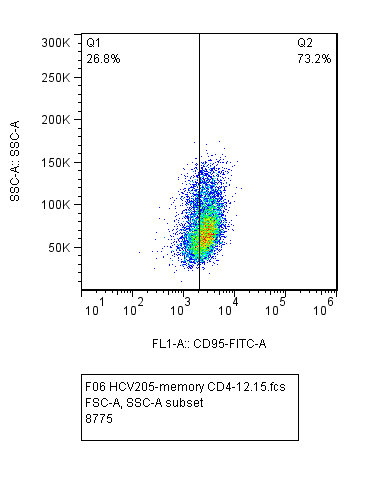 300K
250K
200K
150K
100K
50K
SSC-A:: SSC-A
Q1
26.8%
Q2
73.2%
10^1 10^2 10^3 10^4 10^5 10^6
FL1-A:: CD95-FITC-A
F06 HCV205-memory CD4-12.15.fcs
FSC-A, SSC-A subset
8775